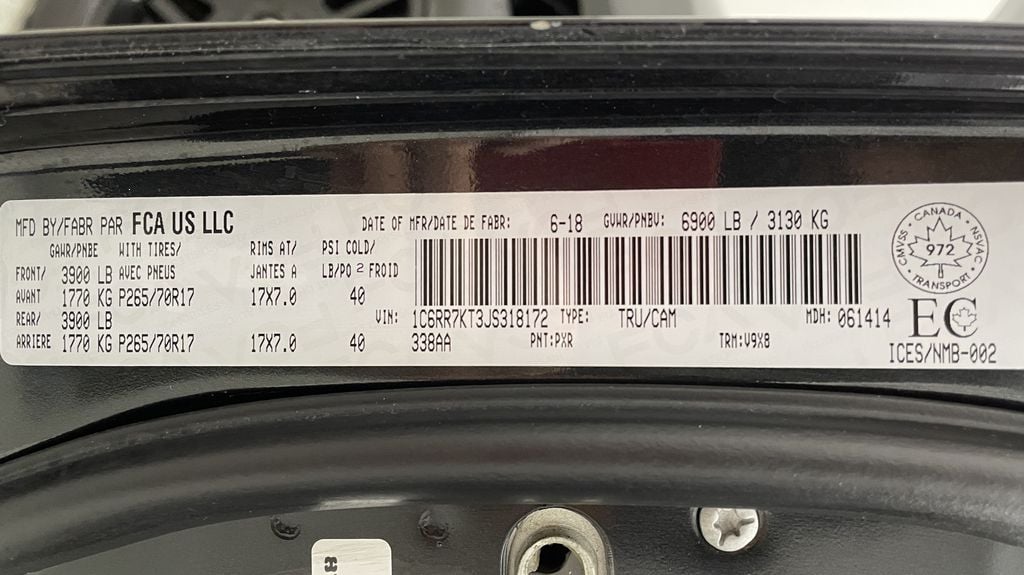 MFD BY/FABR PAR FCA US LLC DATE OF MFR/DATE DE FABR: 6-18 GVWR/PNBV: 6900 LB / 3130 KG
GAWR/PNBE WITH TIRES/ RIMS AT/ PSI COLD/
FRONT/ 3900 LB AVEC PNEUS JANTES A LB/PO 2 FROID
AVANT 1770 KG P265/70R17 17X7.0 40
REAR/ 3900 LB VIN: 1C6RR7KT3JS318172 TYPE: TRU/CAM MDH: 061414
ARRIERE 1770 KG P265/70R17 17X7.0 40 338AA PNT:PXR TRM:V9X8
CANADA
CMVSS 972 NSVAC
TRANSPORT
EC
ICES/NMB-002